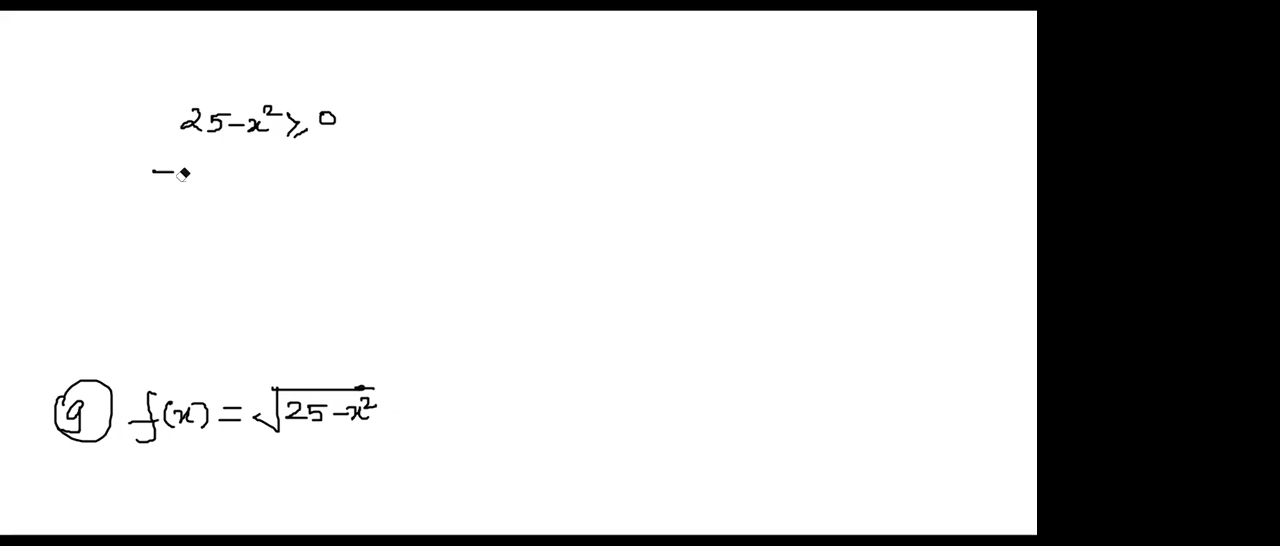 25-x²⩾0
−
9 f(x) = √25-x²